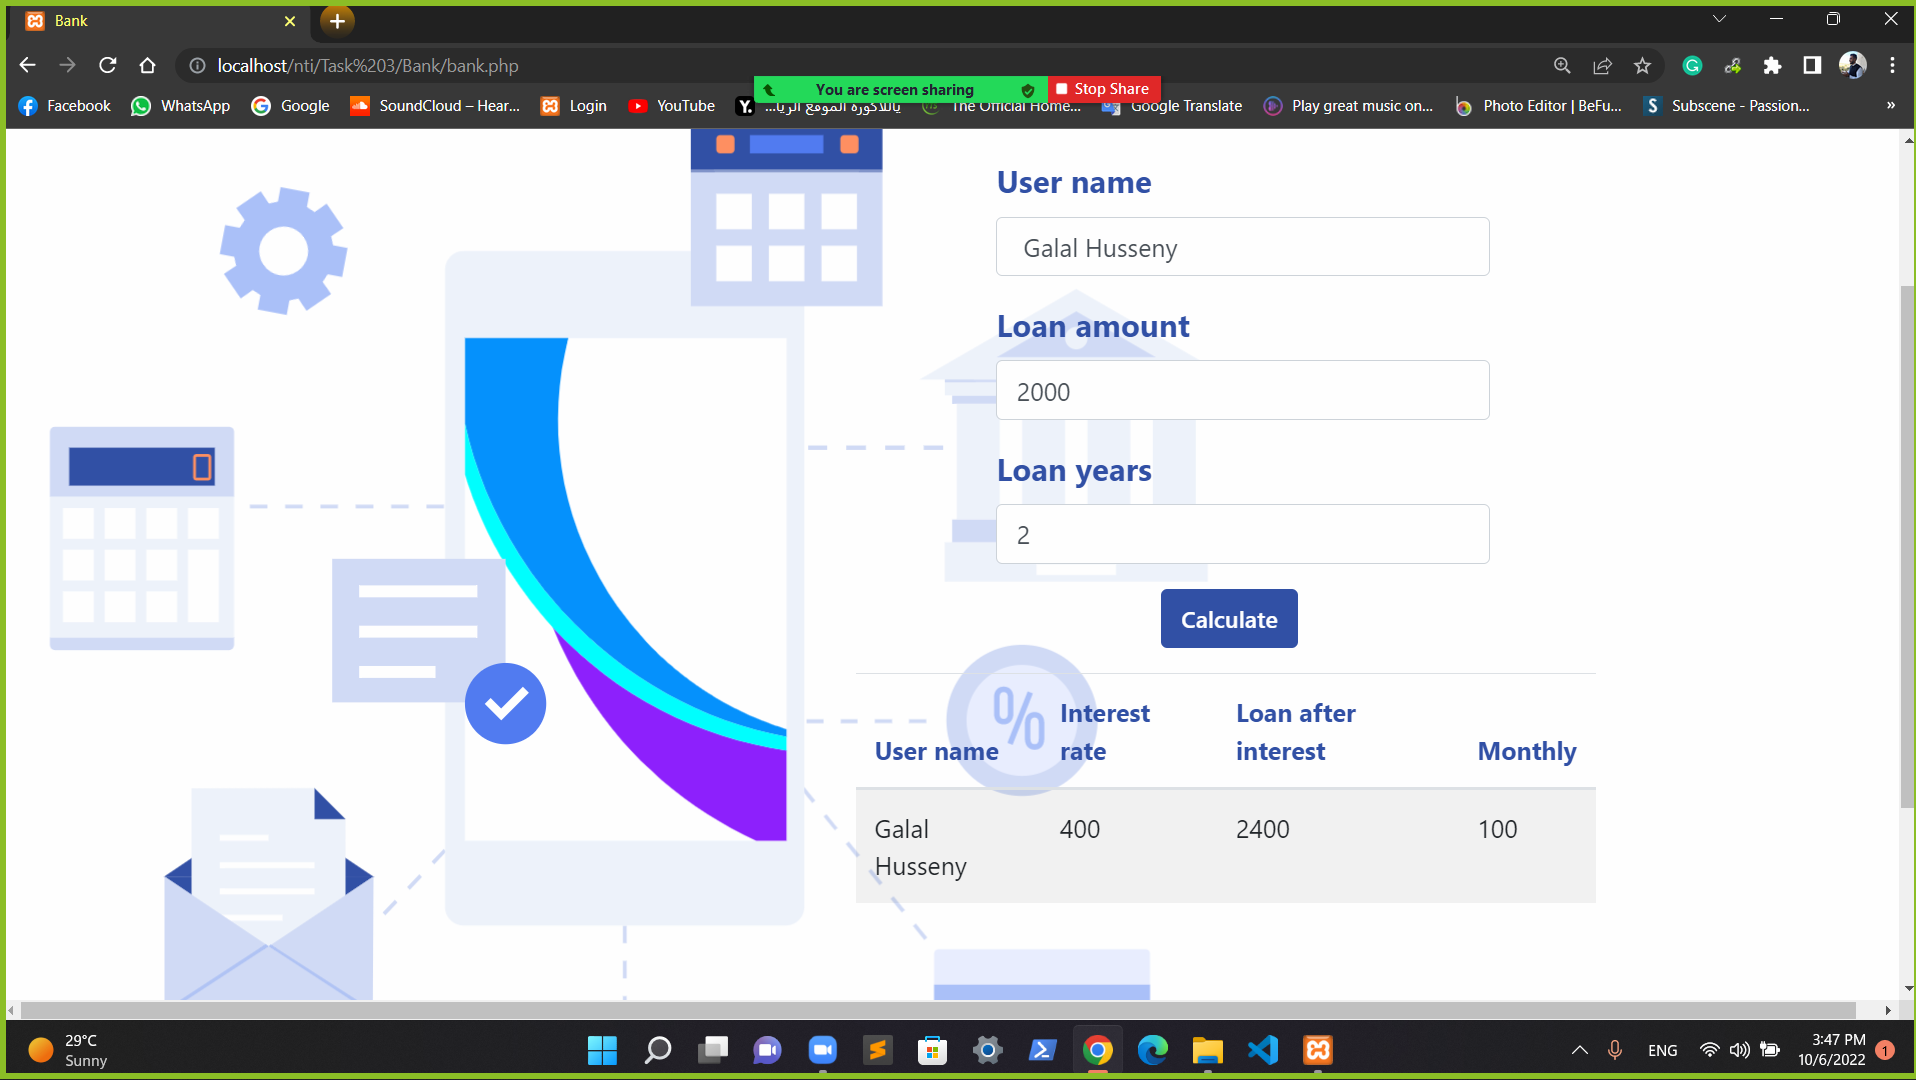 Bank
localhost/nti/Task%203/Bank/bank.php
You are screen sharing
Stop Share
Facebook
WhatsApp
Google
SoundCloud – Hear...
Login
YouTube
Y.
ياللاكورة الموقع الريا...
The Official Home...
Google Translate
Play great music on...
Photo Editor | BeFu...
S
Subscene - Passion...
»
User name
Galal Husseny
Loan amount
2000
Loan years
2
Calculate
0
%
User name
Interest
rate
Loan after
interest
Monthly
Galal
Husseny
400
2400
100
29°C
Sunny
ENG
3:47 PM
10/6/2022
1